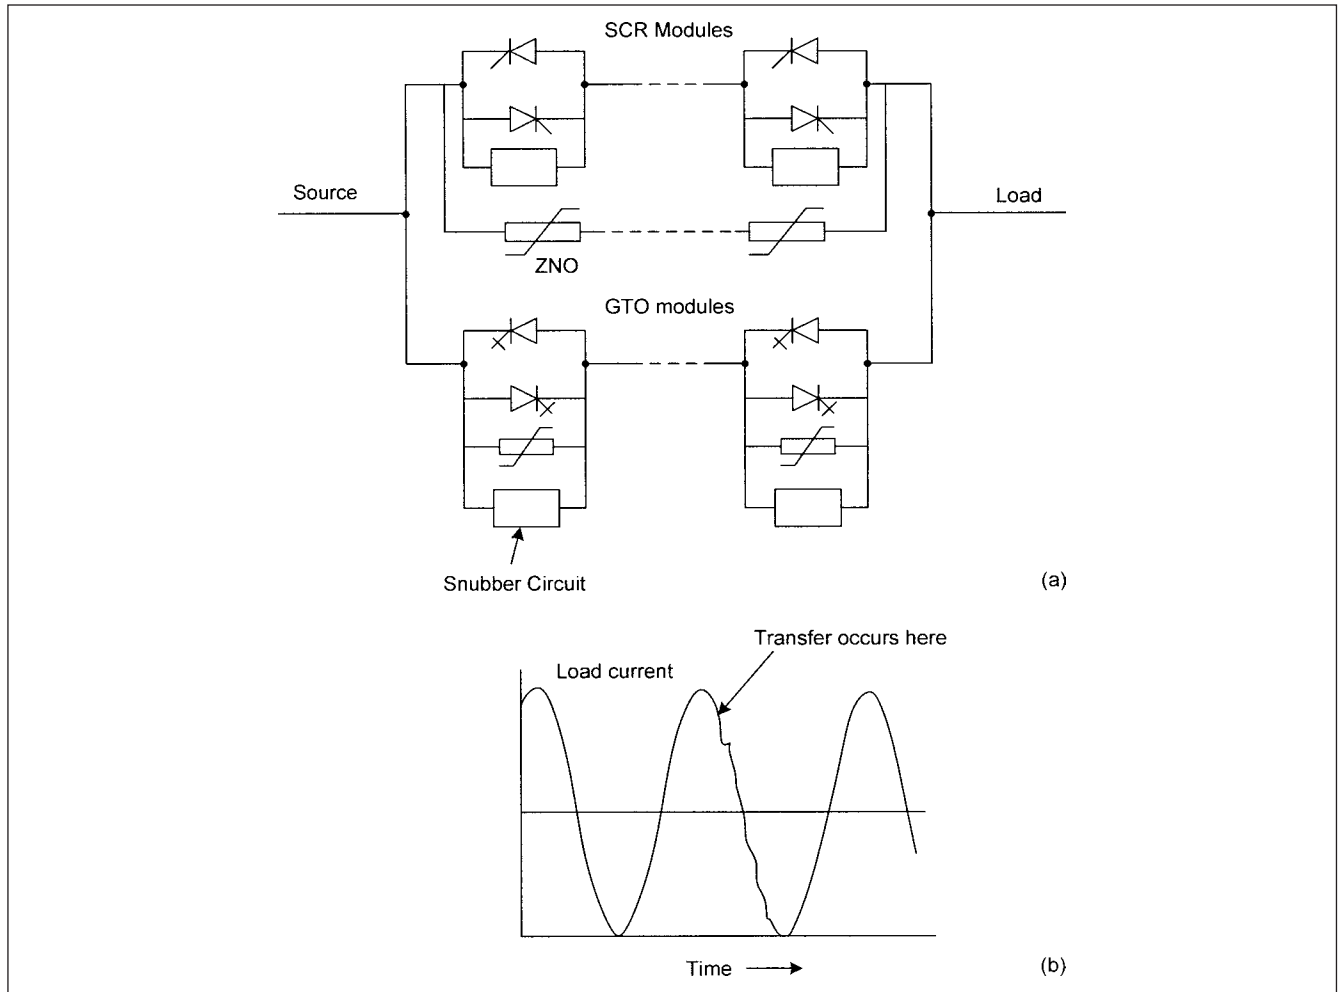 SCR Modules
Source
Load
ZNO
GTO modules
Snubber Circuit
(a)
Transfer occurs here
Load current
Time
(b)